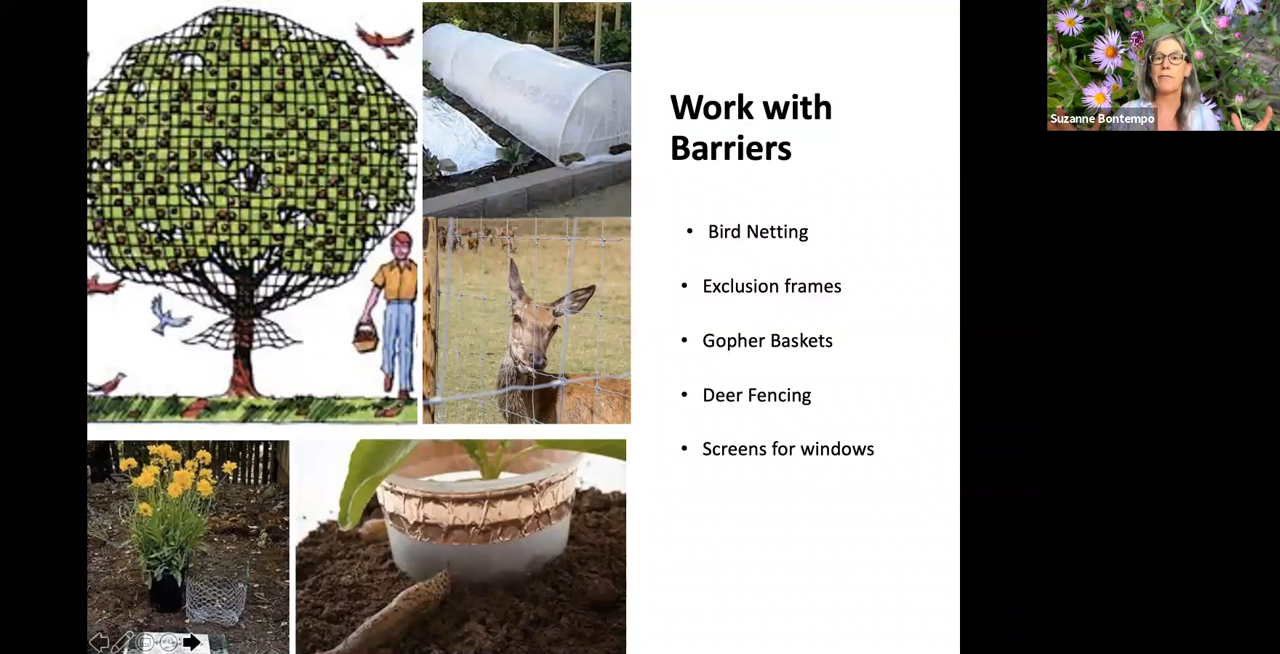 Work with
Barriers
• Bird Netting
• Exclusion frames
• Gopher Baskets
• Deer Fencing
• Screens for windows
Suzanne Bontempo